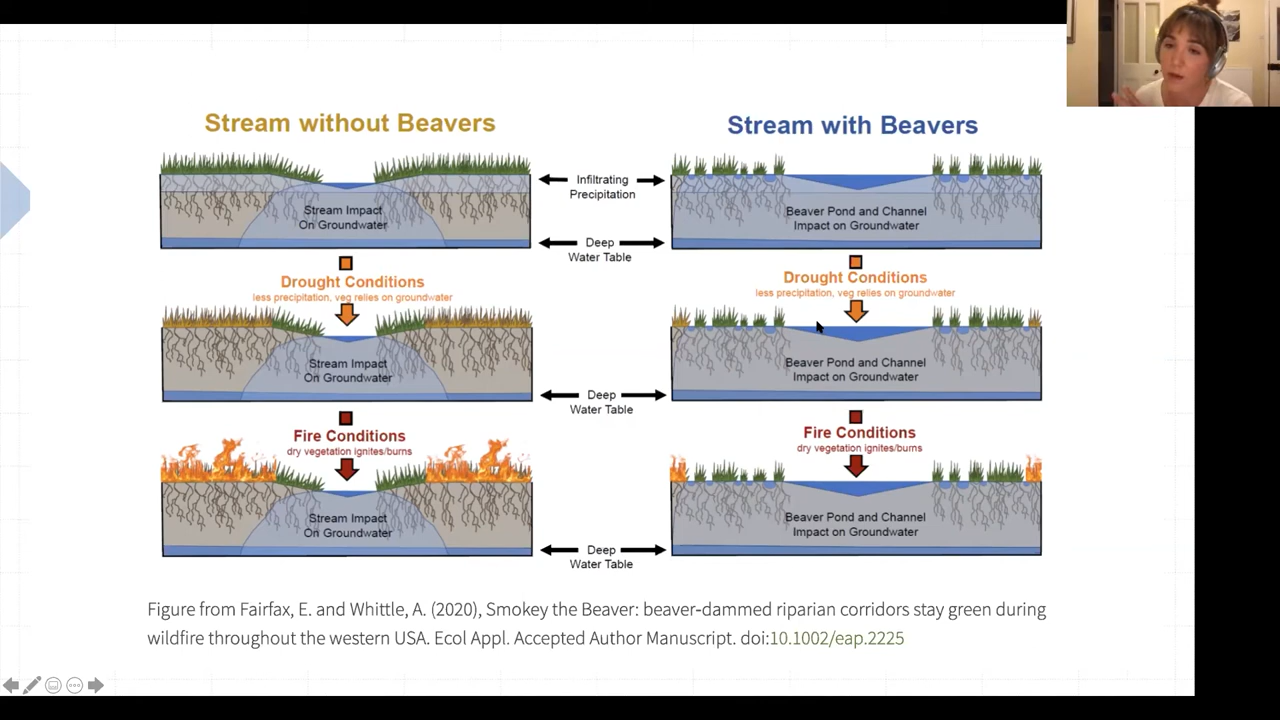 Stream without Beavers
Stream with Beavers
Infiltrating
Precipitation
Stream Impact
On Groundwater
Beaver Pond and Channel
Impact on Groundwater
Deep
Water Table
Drought Conditions
less precipitation, veg relies on groundwater
Drought Conditions
less precipitation, veg relies on groundwater
Stream Impact
On Groundwater
Beaver Pond and Channel
Impact on Groundwater
Deep
Water Table
Fire Conditions
dry vegetation ignites/burns
Fire Conditions
dry vegetation ignites/burns
Stream Impact
On Groundwater
Beaver Pond and Channel
Impact on Groundwater
Deep
Water Table
Figure from Fairfax, E. and Whittle, A. (2020), Smokey the Beaver: beaver-dammed riparian corridors stay green during
wildfire throughout the western USA. Ecol Appl. Accepted Author Manuscript. doi:10.1002/eap.2225